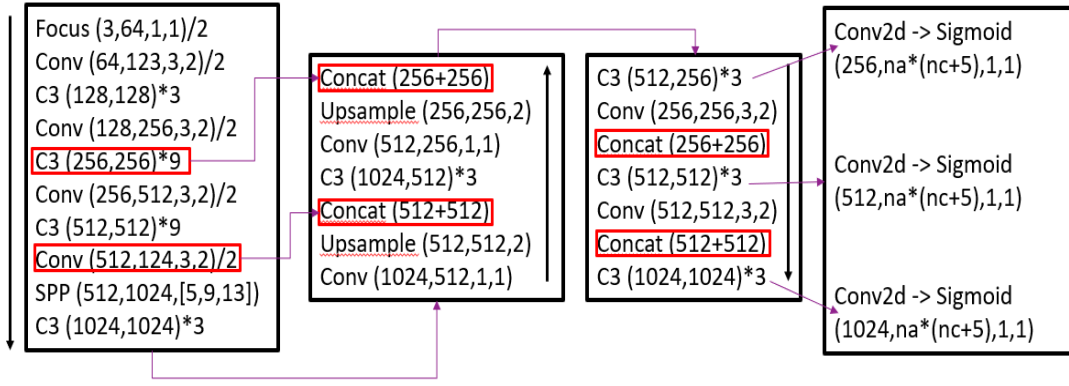 Focus (3,64,1,1)/2
Conv (64,123,3,2)/2
C3 (128,128)*3
Conv (128,256,3,2)/2
C3 (256,256)*9
Conv (256,512,3,2)/2
C3 (512,512)*9
Conv (512,124,3,2)/2
SPP (512,1024,[5,9,13])
C3 (1024,1024)*3
Concat (256+256)
Upsample (256,256,2)
Conv (512,256,1,1)
C3 (1024,512)*3
Concat (512+512)
Upsample (512,512,2)
Conv (1024,512,1,1)
C3 (512,256)*3
Conv (256,256,3,2)
Concat (256+256)
C3 (512,512)*3
Conv (512,512,3,2)
Concat (512+512)
C3 (1024,1024)*3
Conv2d -> Sigmoid
(256,na*(nc+5),1,1)
Conv2d -> Sigmoid
(512,na*(nc+5),1,1)
Conv2d -> Sigmoid
(1024,na*(nc+5),1,1)